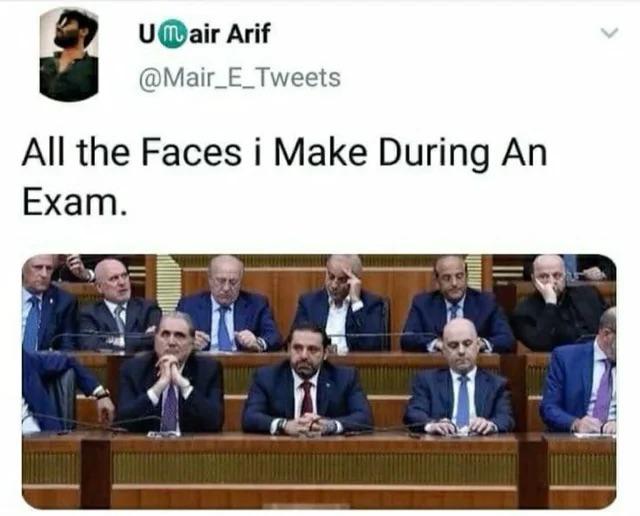 U♏air Arif
@Mair_E_Tweets
All the Faces i Make During An
Exam.